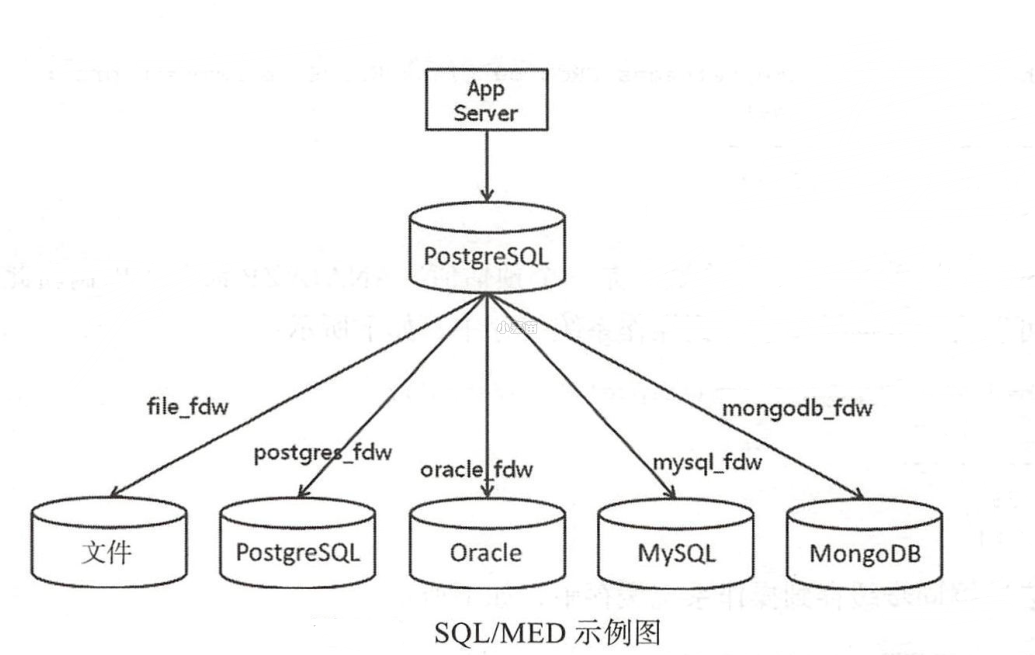 App
Server
PostgreSQL
file_fdw
mongodb_fdw
postgres_fdw
oracle_fdw
mysql_fdw
文件
PostgreSQL
Oracle
MySQL
MongoDB
SQL/MED 示例图